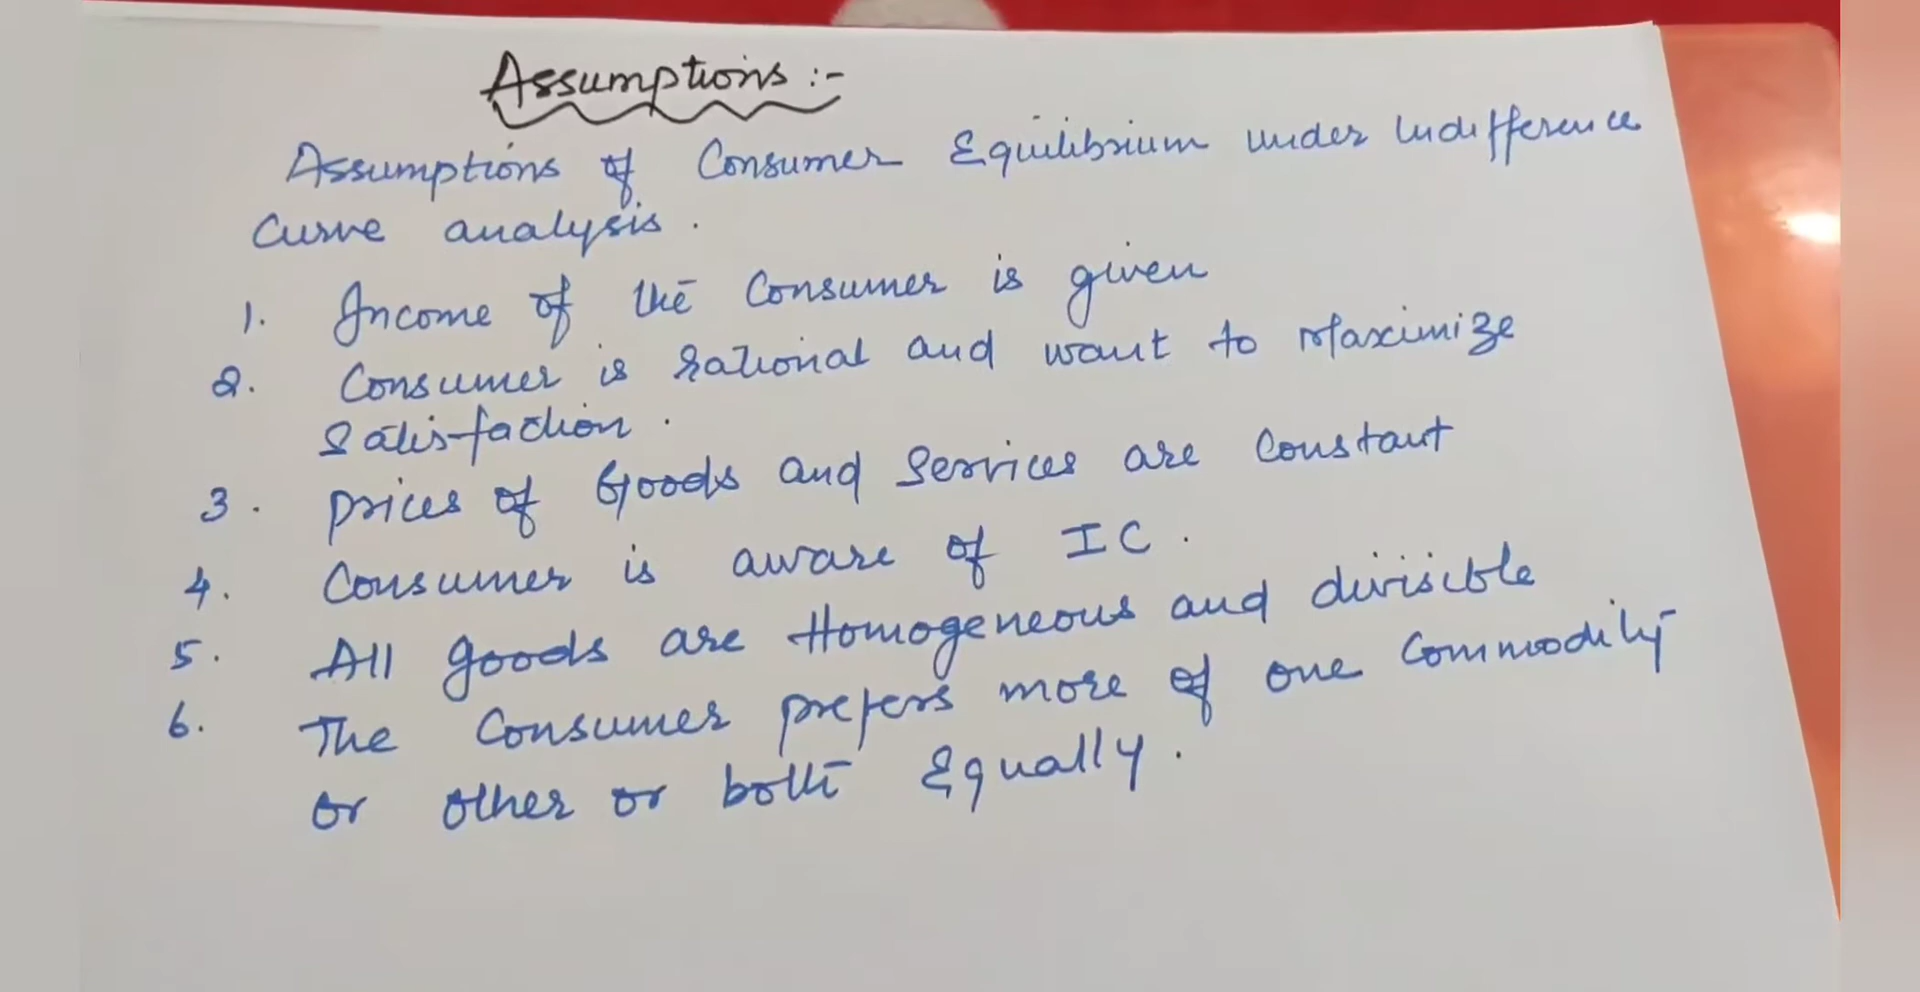 Assumptions :-
Assumptions of Consumer Equilibrium under Indifference
Curve analysis.
1. Income of the Consumer is given
2. Consumer is rational and want to Maximize
Satisfaction.
3. Prices of Goods and Services are Constant
4. Consumer is aware of IC.
5. All goods are Homogeneous and divisible
6. The Consumer prefers more of one Commodity
or other or both Equally.